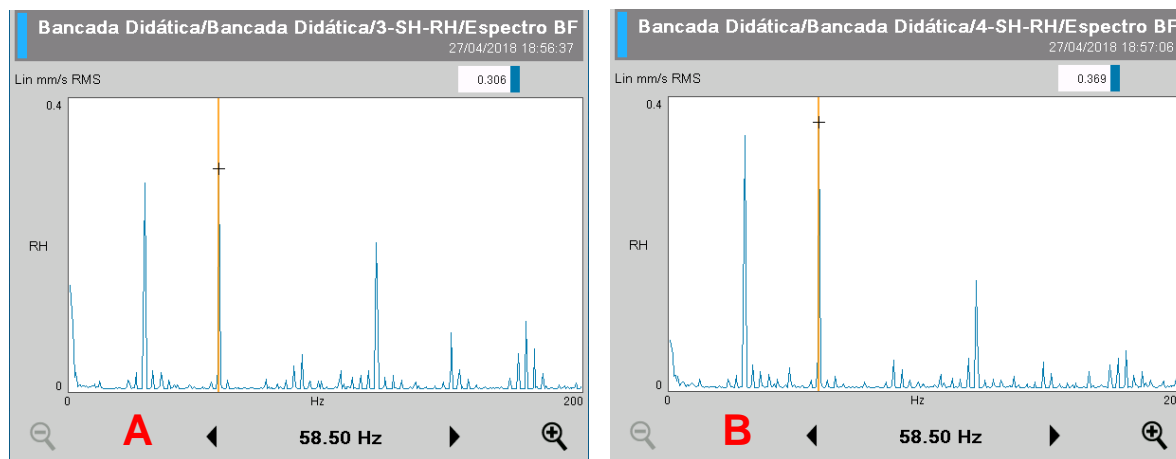 Bancada Didática/Bancada Didática/3-SH-RH/Espectro BF
27/04/2018 18:56:37
Lin mm/s RMS
0.306
0.4
RH
0
0
Hz
200
A
58.50 Hz
Bancada Didática/Bancada Didática/4-SH-RH/Espectro BF
27/04/2018 18:57:06
Lin mm/s RMS
0.369
0.4
RH
0
0
Hz
20
B
58.50 Hz